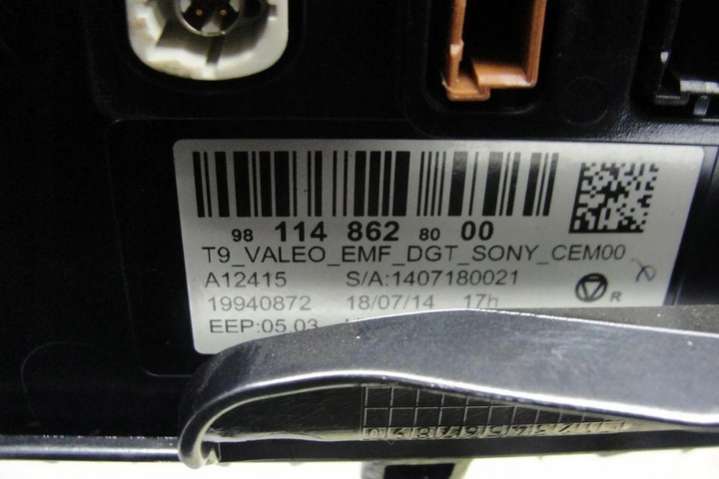 98 114 862 80 00
T9_VALEO_EMF_DGT_SONY_CEM00
A12415 S/A:1407180021
19940872 18/07/14 17h
R
EEP:05.03